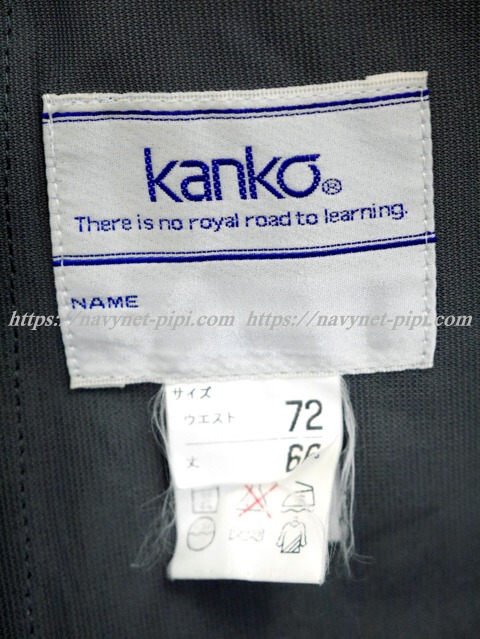 kanko®
There is no royal road to learning.
NAME
https://navynet-pipi.com https://navynet-pipi.com
サイズ
ウエスト 72
丈